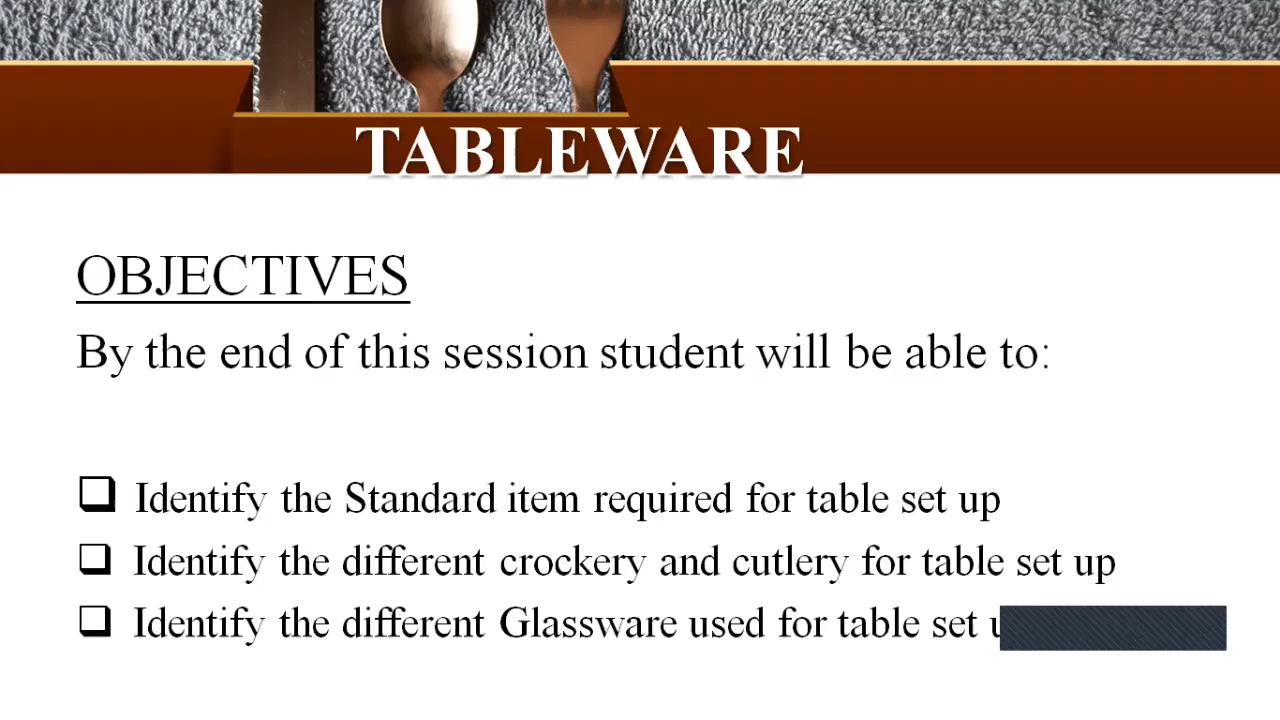 TABLEWARE
OBJECTIVES
By the end of this session student will be able to:
Identify the Standard item required for table set up
Identify the different crockery and cutlery for table set up
Identify the different Glassware used for table set